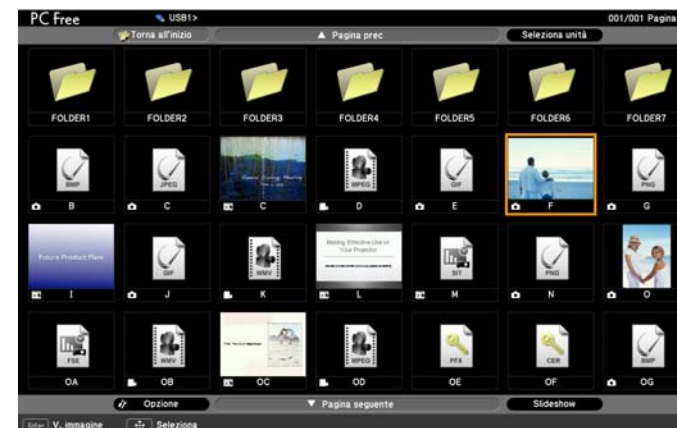 PC Free USB1> 001/001 Pagina
Torna all'inizio ▲ Pagina prec Seleziona unità
FOLDER1 FOLDER2 FOLDER3 FOLDER4 FOLDER5 FOLDER6 FOLDER7
BMP JPEG MPEG GIF PNG
B C C D E F G
Future Product Plans GIF WMV Making Effective Use of
Your Projector SIT PNG
I J K L M N O
FSE WMV MPEG PFX CER BMP
OA OB OC OD OE OF OG
Opzione ▼ Pagina seguente Slideshow
Enter V. immagine Seleziona